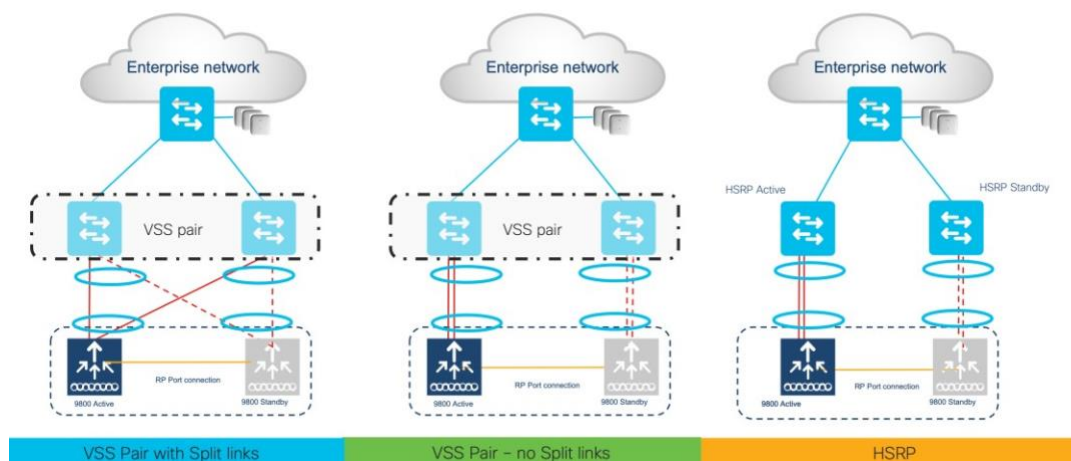 Enterprise network
VSS pair
RP Port connection
9800 Active
9800 Standby
VSS Pair with Split links
Enterprise network
VSS pair
RP Port connection
9800 Active
9800 Standby
VSS Pair – no Split links
Enterprise network
HSRP Active
HSRP Standby
RP Port connection
9800 Active
9800 Standby
HSRP